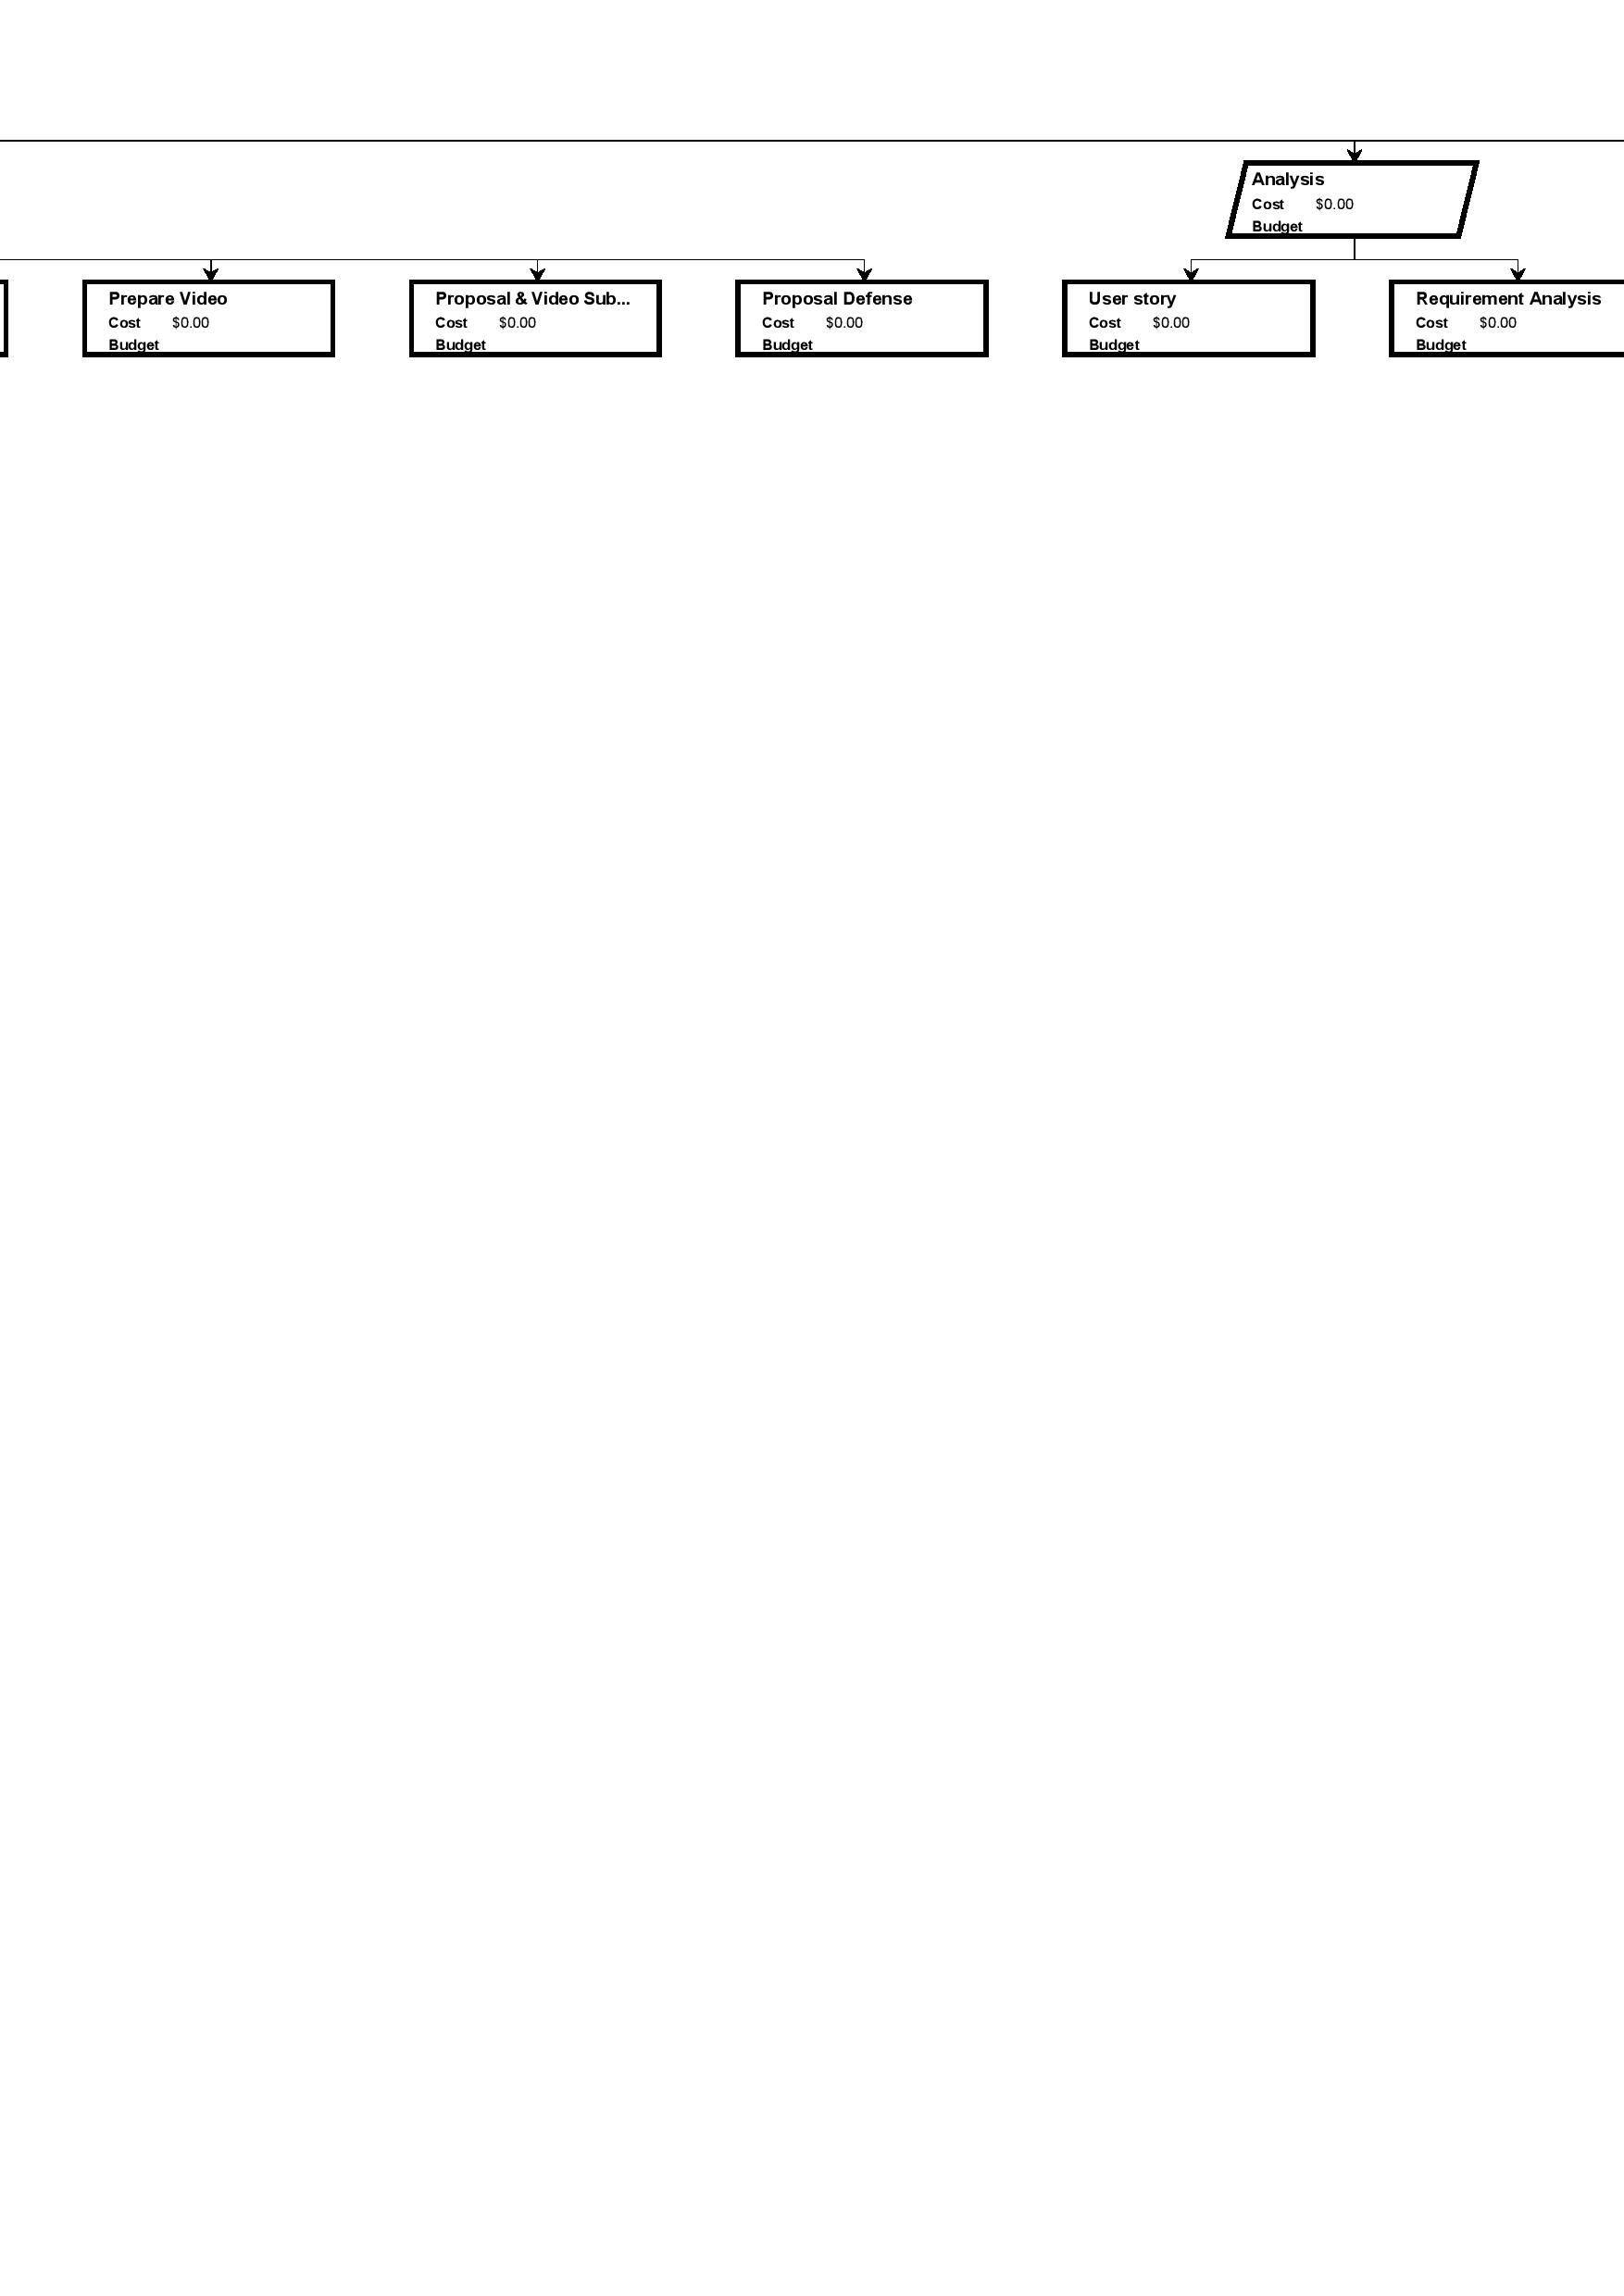 Analysis
Cost $0.00
Budget
Prepare Video
Cost $0.00
Budget
Proposal & Video Sub...
Cost $0.00
Budget
Proposal Defense
Cost $0.00
Budget
User story
Cost $0.00
Budget
Requirement Analysis
Cost $0.00
Budget